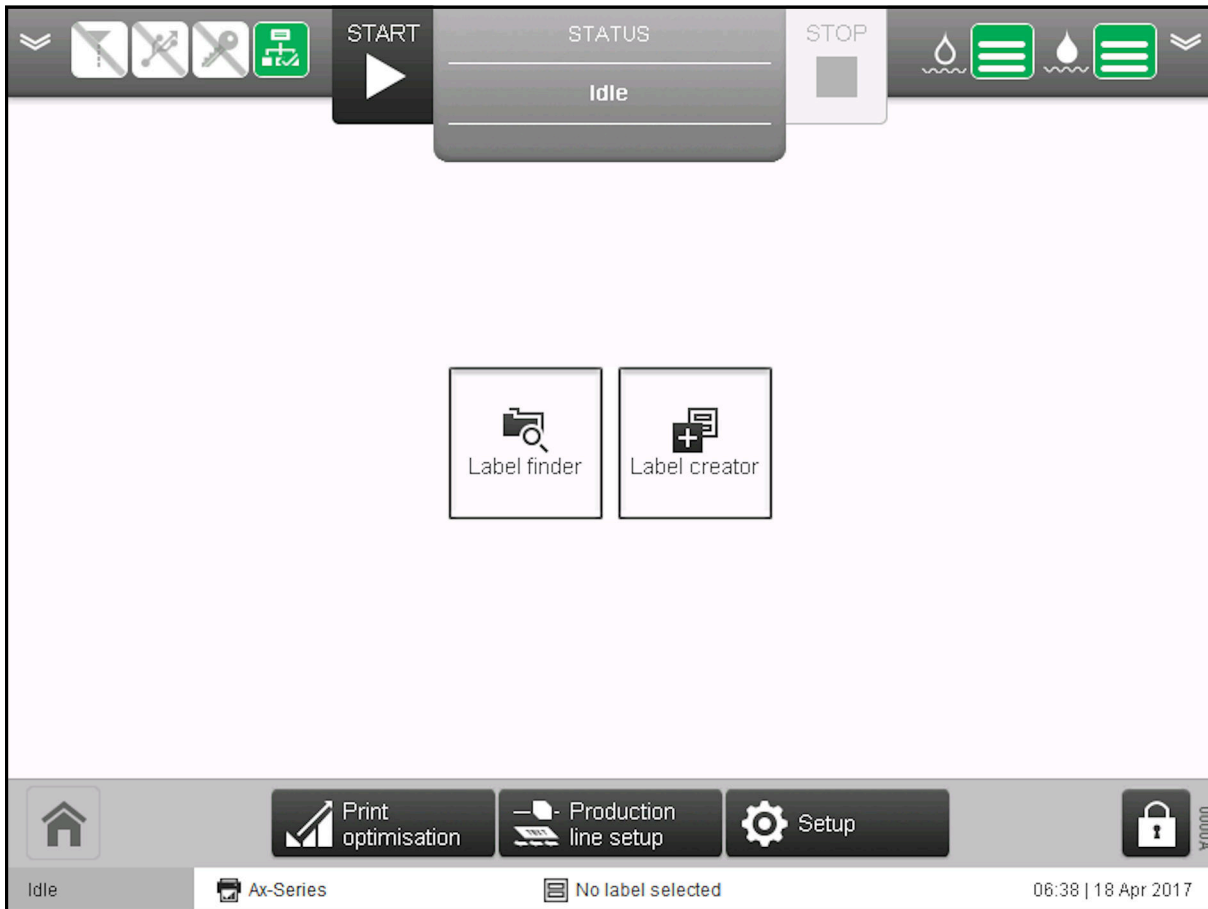 START
STATUS
STOP
Idle
Label finder
Label creator
Print
optimisation
Production
line setup
Setup
0000A
Idle
Ax-Series
No label selected
06:38 | 18 Apr 2017